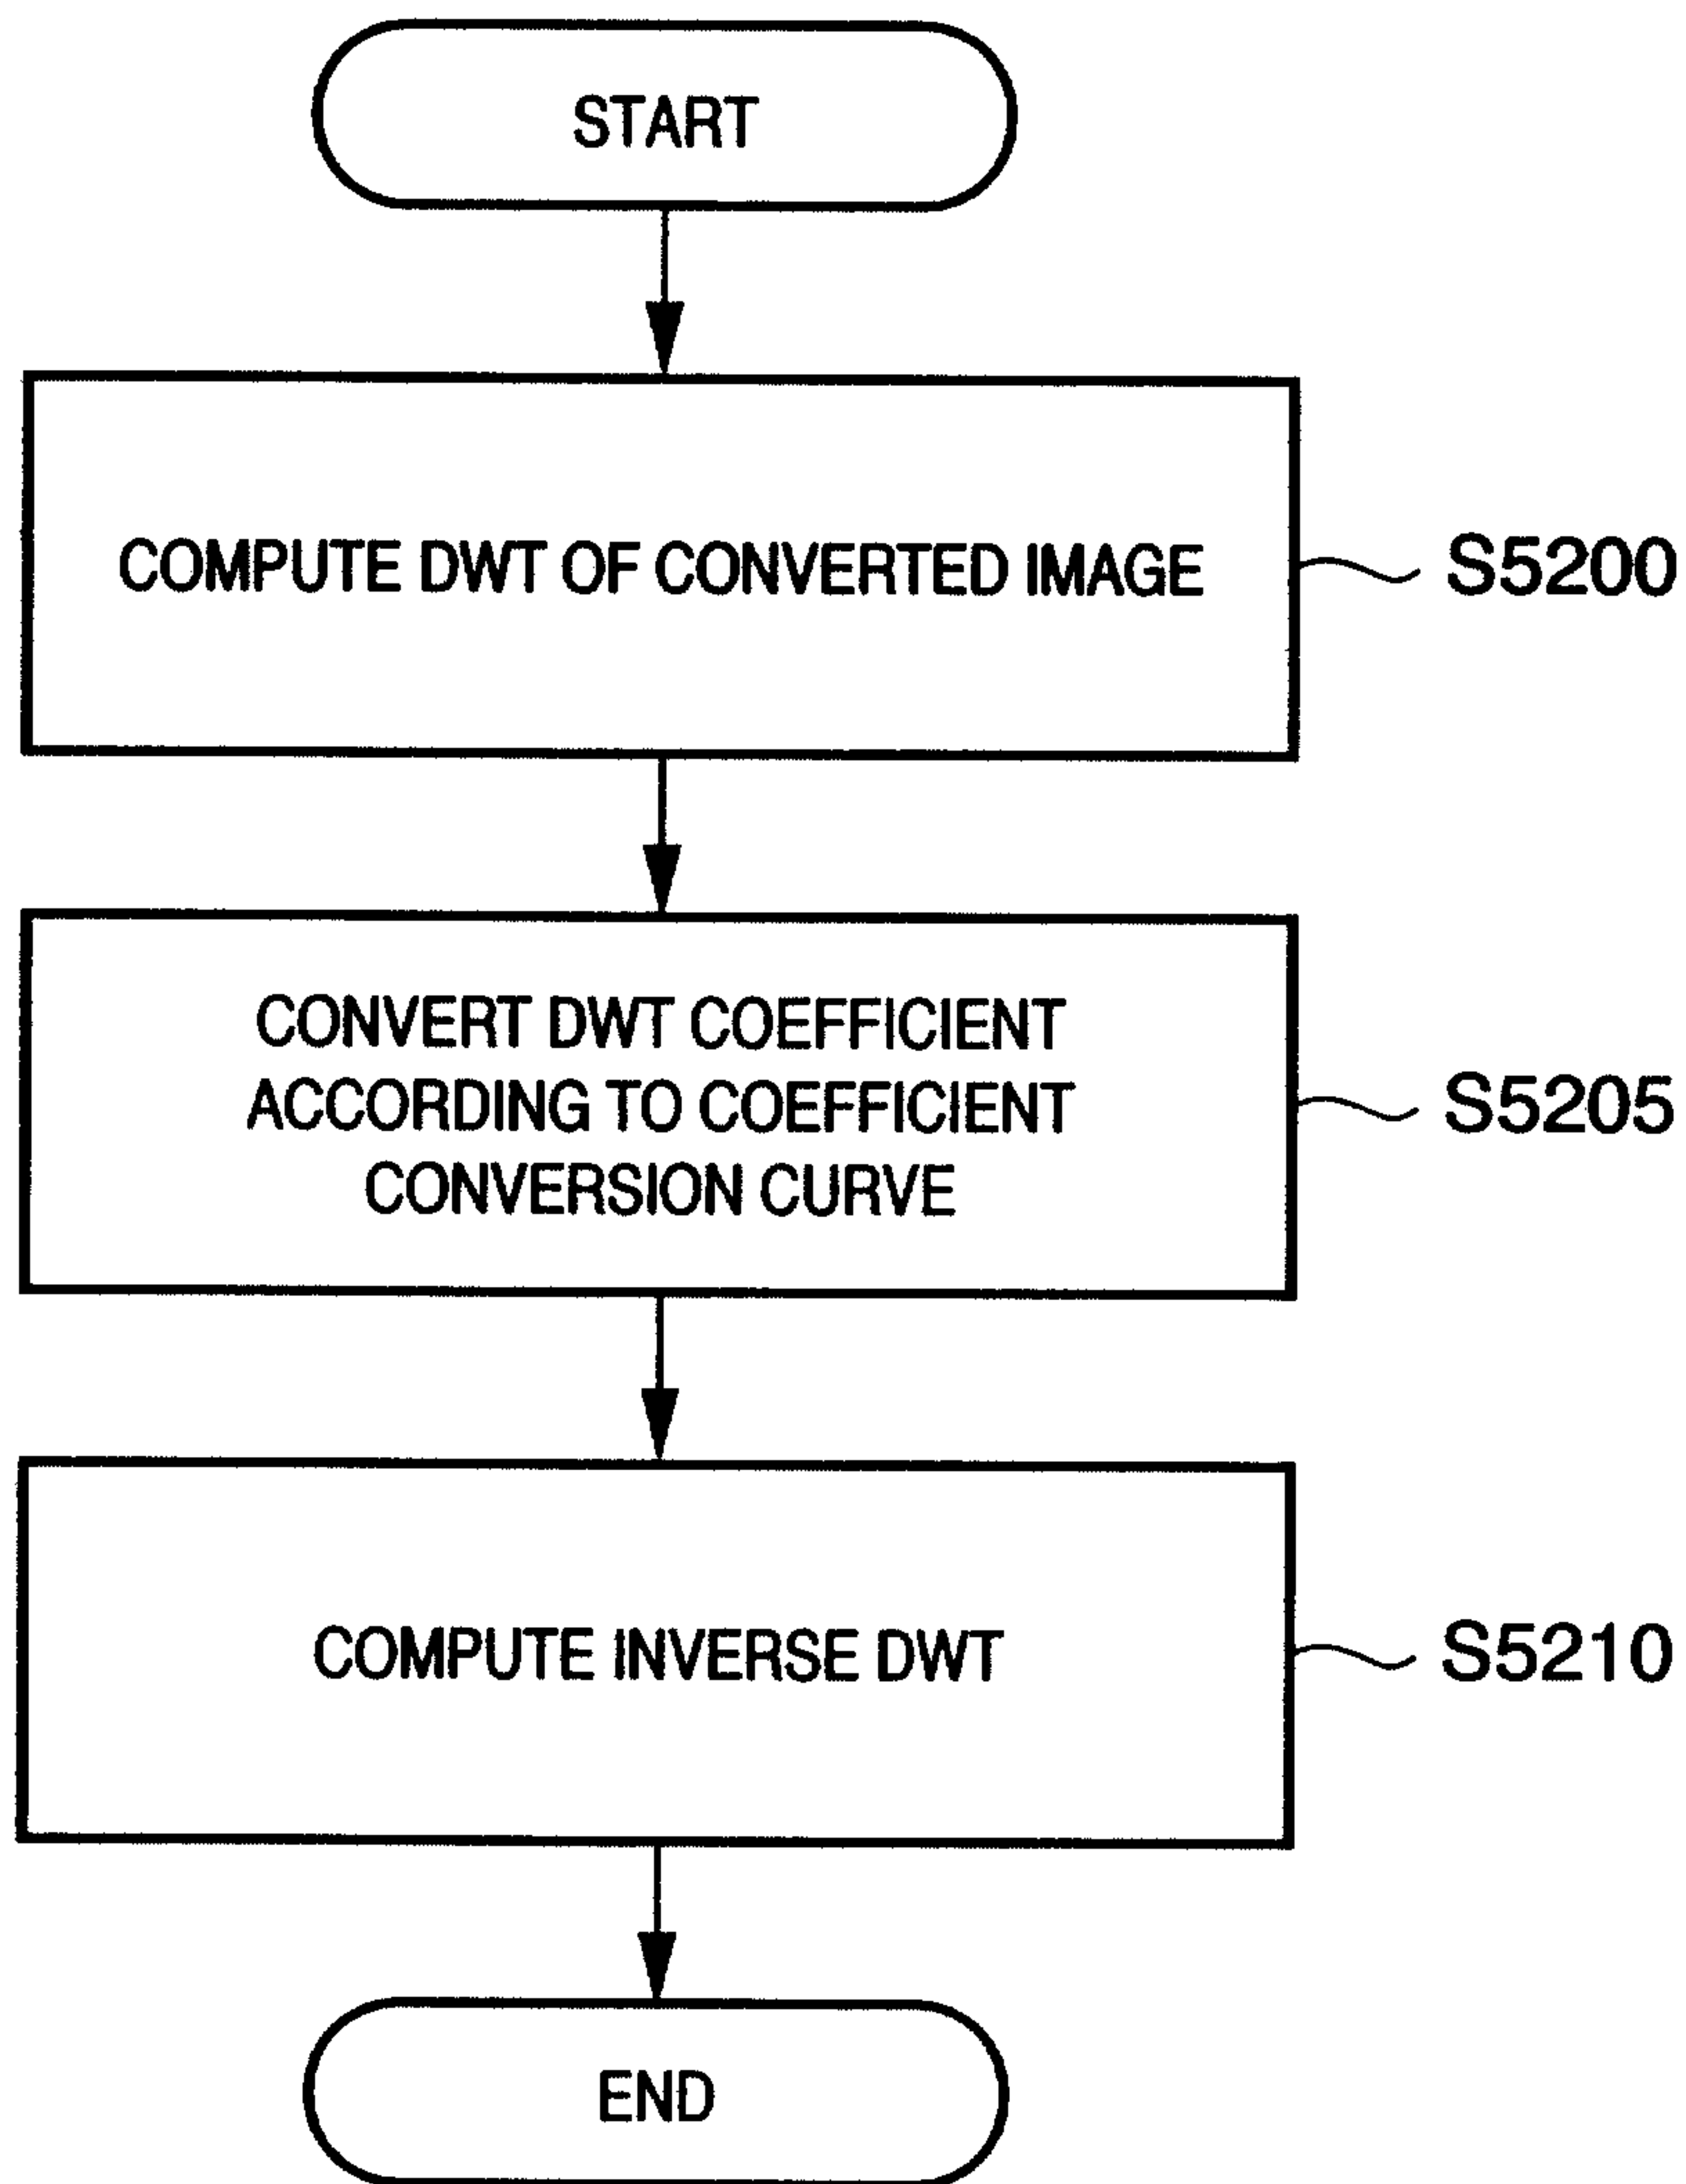 START
COMPUTE DWT OF CONVERTED IMAGE
S5200
CONVERT DWT COEFFICIENT
ACCORDING TO COEFFICIENT
CONVERSION CURVE
S5205
COMPUTE INVERSE DWT
S5210
END